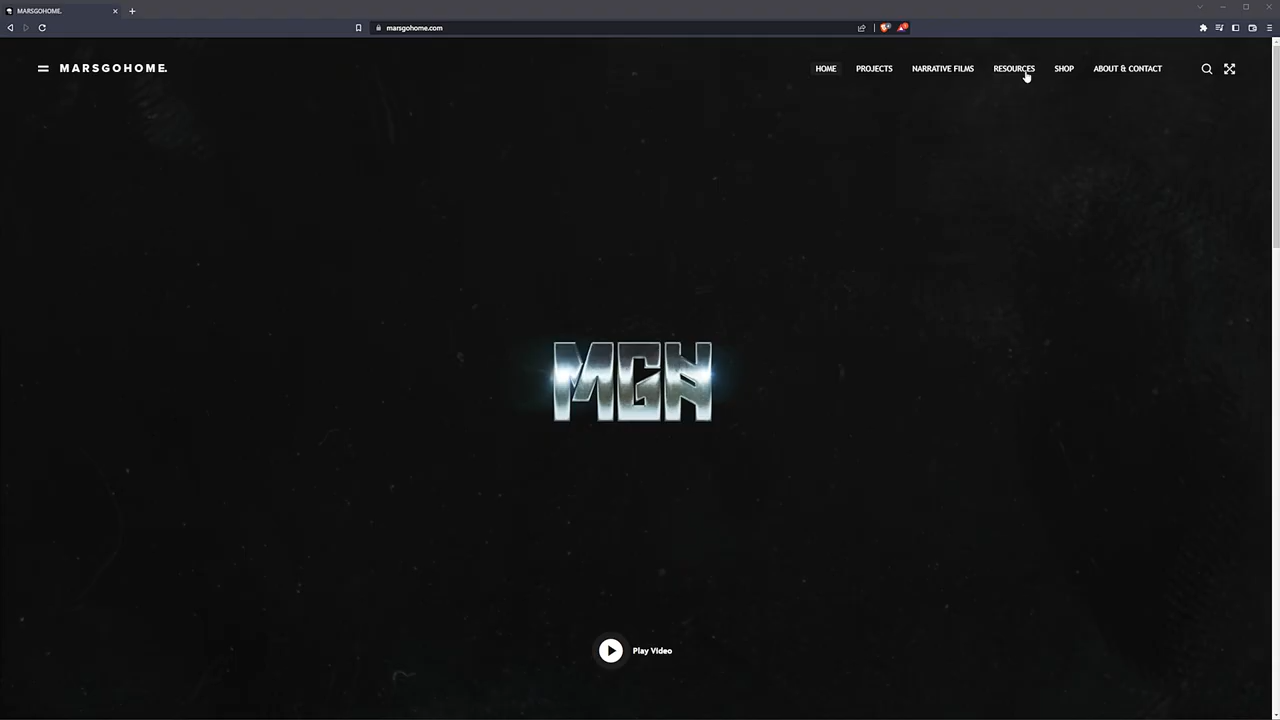 MARSGOHOME.
marsgohome.com
MARSGOHOME.
HOME
PROJECTS
NARRATIVE FILMS
RESOURCES
SHOP
ABOUT & CONTACT
MGH
Play Video